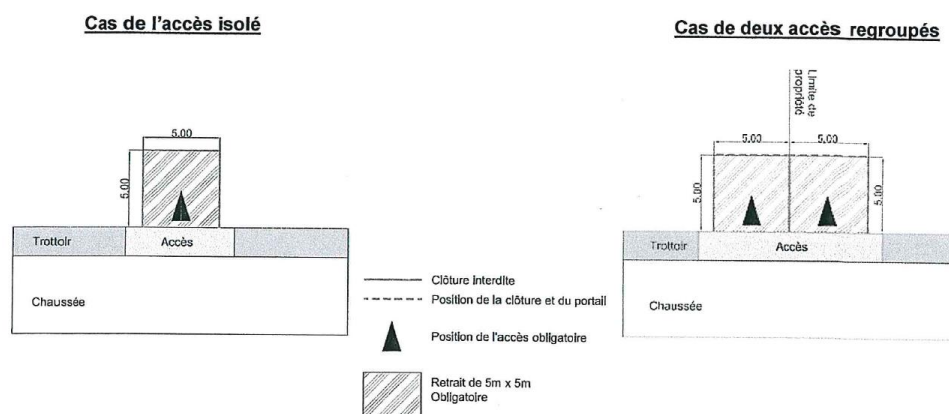 Cas de l'accès isolé
5.00
5.00
Trottoir
Accès
Chaussée
Clôture interdite
Position de la clôture et du portail
Position de l'accès obligatoire
Retrait de 5m x 5m
Obligatoire
Cas de deux accès regroupés
Limite de
propriété
5.00
5.00
5.00
5.00
Trottoir
Accès
Chaussée